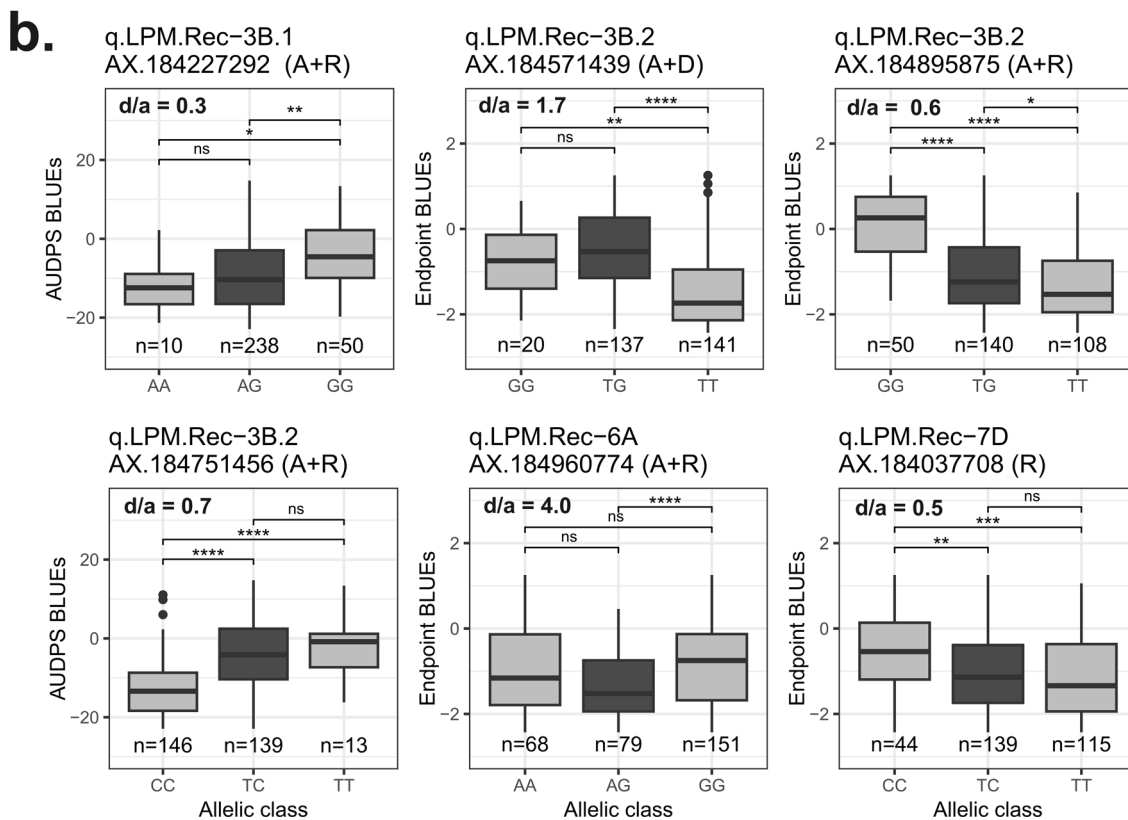 b.
q.LPM.Rec−3B.1
AX.184227292 (A+R)
d/a = 0.3
**
*
ns
AUDPS BLUEs
20
0
−20
n=10
n=238
n=50
AA
AG
GG
q.LPM.Rec−3B.2
AX.184571439 (A+D)
d/a = 1.7
****
**
ns
Endpoint BLUEs
2
0
−2
n=20
n=137
n=141
GG
TG
TT
q.LPM.Rec−3B.2
AX.184895875 (A+R)
d/a = 0.6
*
****
****
Endpoint BLUEs
2
0
−2
n=50
n=140
n=108
GG
TG
TT
q.LPM.Rec−3B.2
AX.184751456 (A+R)
d/a = 0.7
ns
****
****
AUDPS BLUEs
20
0
−20
n=146
n=139
n=13
CC
TC
TT
Allelic class
q.LPM.Rec−6A
AX.184960774 (A+R)
d/a = 4.0
****
ns
ns
Endpoint BLUEs
2
0
−2
n=68
n=79
n=151
AA
AG
GG
Allelic class
q.LPM.Rec−7D
AX.184037708 (R)
d/a = 0.5
ns
***
**
Endpoint BLUEs
2
0
−2
n=44
n=139
n=115
CC
TC
TT
Allelic class